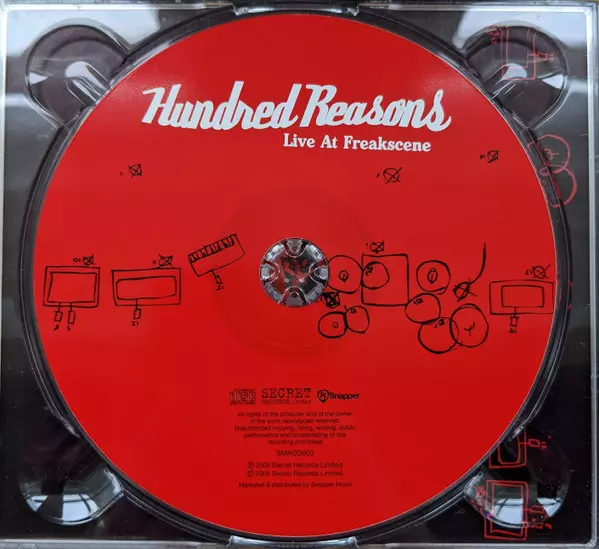 Hundred Reasons
Live At Freakscene
SECRET
RECORDS Limited
Snapper
All rights of the producer and of the owner
of the work reproduced reserved.
Unauthorised copying, hiring, lending, public
performance and broadcasting of this
recording prohibited.
℗ 2005 Secret Records Limited
© 2005 Secret Records Limited
Marketed & distributed by Snapper Music